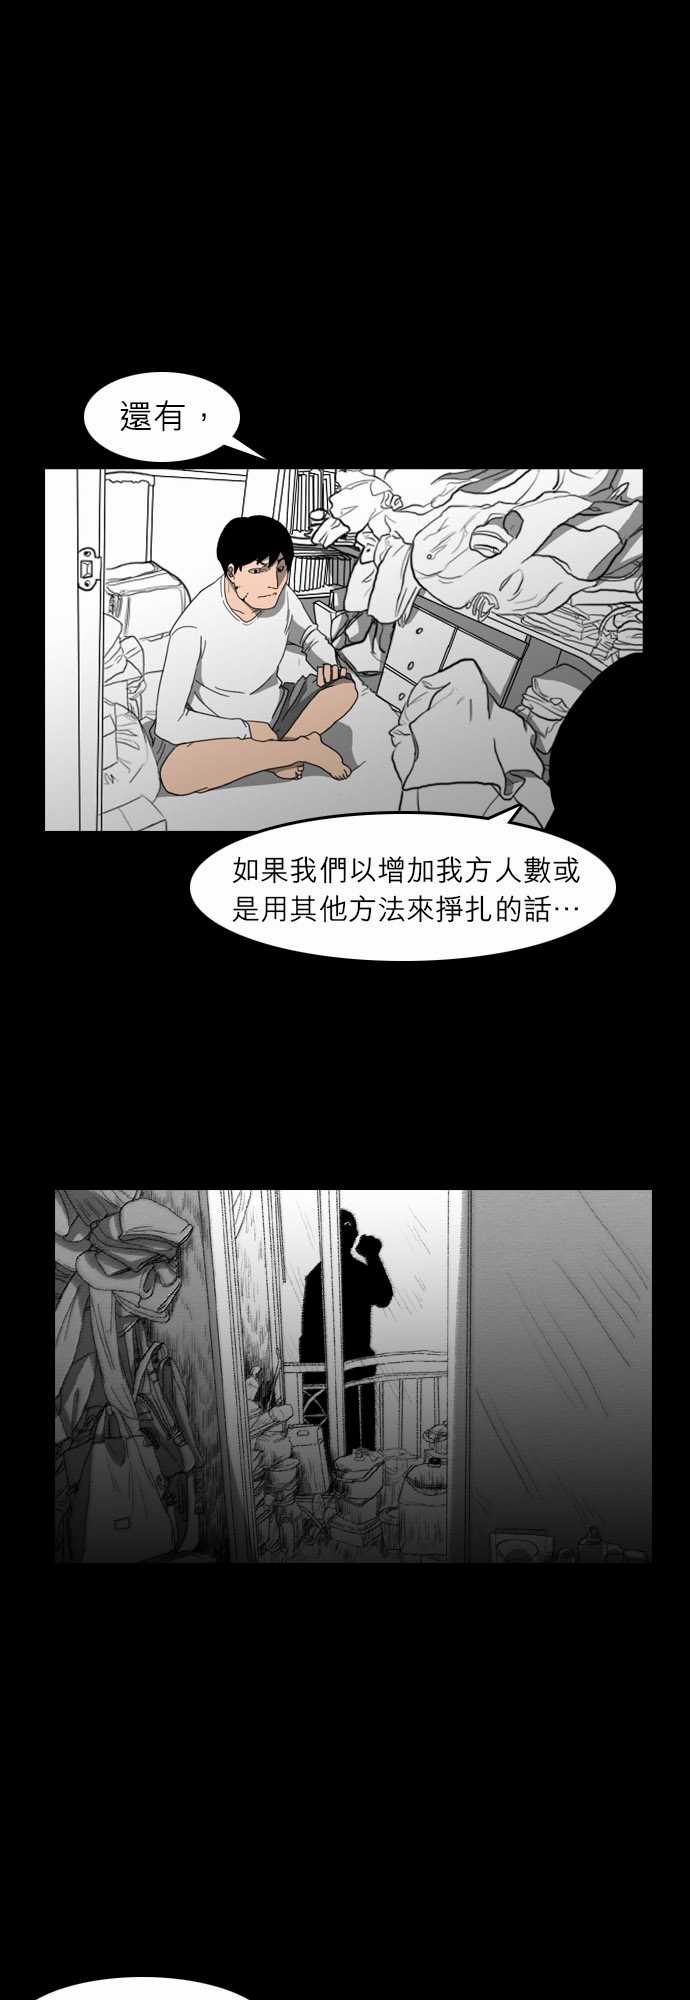 還有，
如果我們以增加我方人數或
是用其他方法來掙扎的話⋯